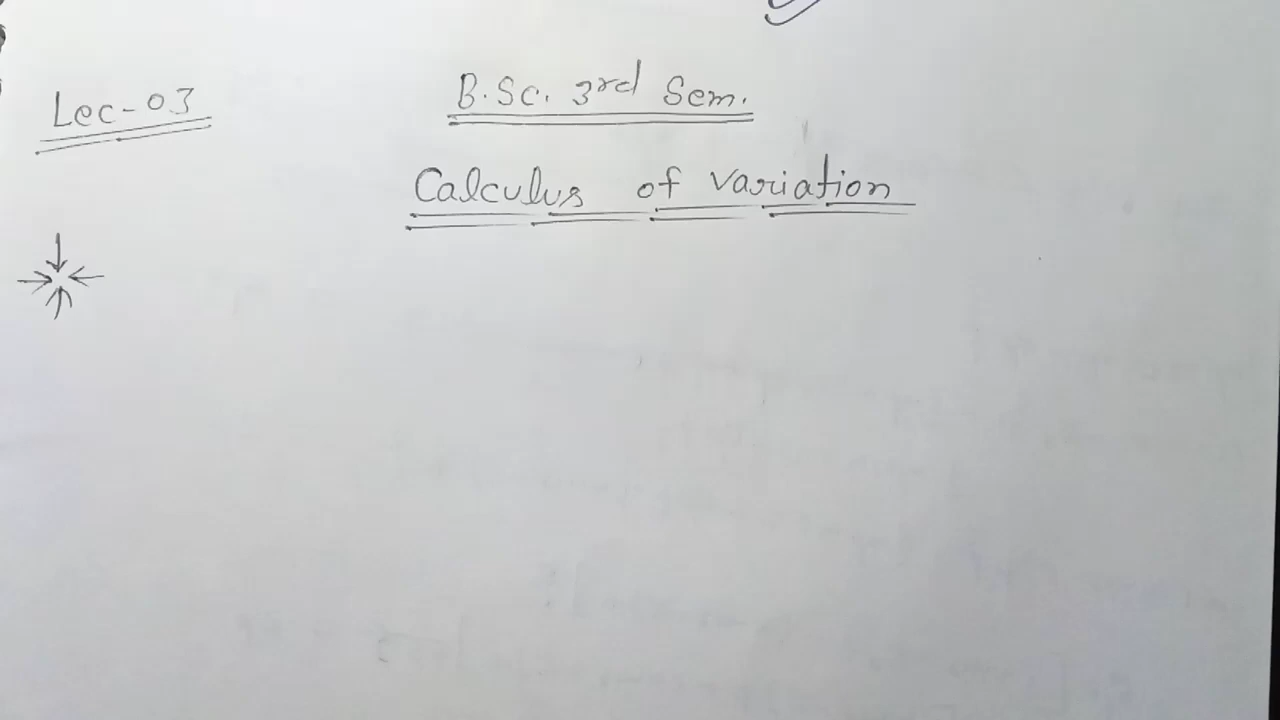 Lec-03
B.Sc. 3rd Sem.
Calculus of variation